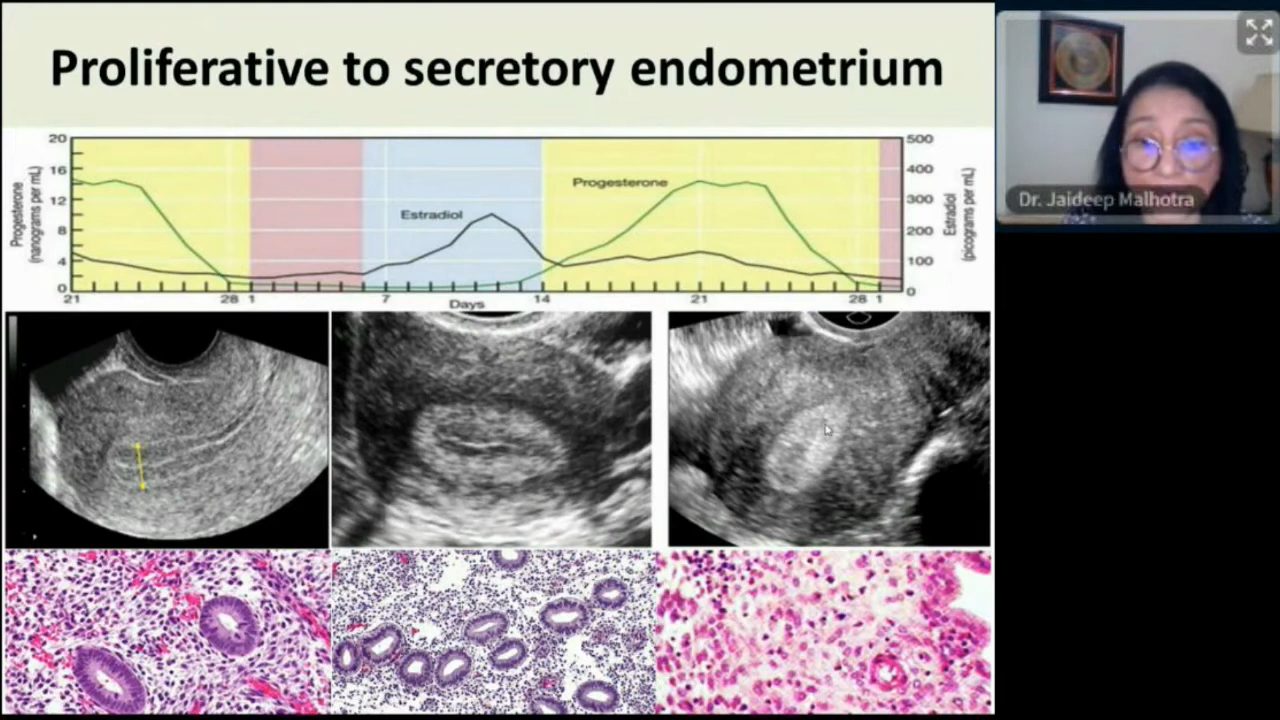 Proliferative to secretory endometrium
20
16
12
8
4
0
Progesterone
(nanograms per mL)
Estradiol
Progesterone
500
400
300
200
100
0
Estradiol
(picograms per mL)
21 28 1 7 14 21 28 1
Days
Dr. Jaideep Malhotra